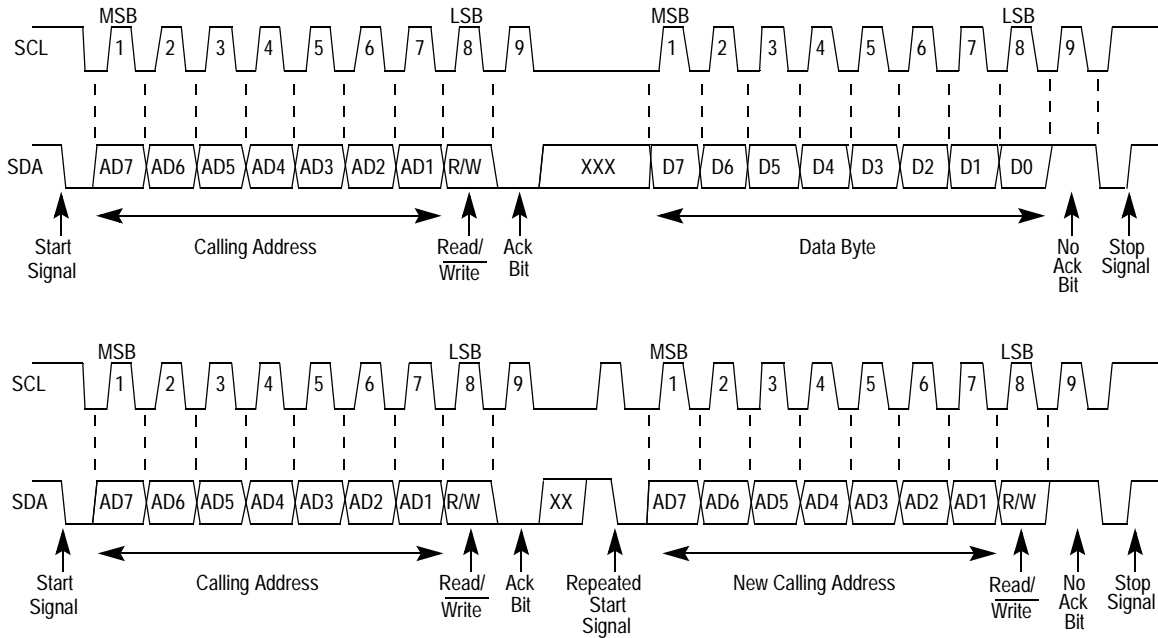 MSB LSB MSB LSB
SCL 1 2 3 4 5 6 7 8 9 1 2 3 4 5 6 7 8 9
SDA AD7 AD6 AD5 AD4 AD3 AD2 AD1 R/W XXX D7 D6 D5 D4 D3 D2 D1 D0
Start Signal
Calling Address
Read/
Write
Ack
Bit
Data Byte
No
Ack
Bit
Stop
Signal
MSB LSB MSB LSB
SCL 1 2 3 4 5 6 7 8 9 1 2 3 4 5 6 7 8 9
SDA AD7 AD6 AD5 AD4 AD3 AD2 AD1 R/W XX AD7 AD6 AD5 AD4 AD3 AD2 AD1 R/W
Start
Signal
Calling Address
Read/
Write
Ack
Bit
Repeated
Start
Signal
New Calling Address
Read/
Write
No
Ack
Bit
Stop
Signal